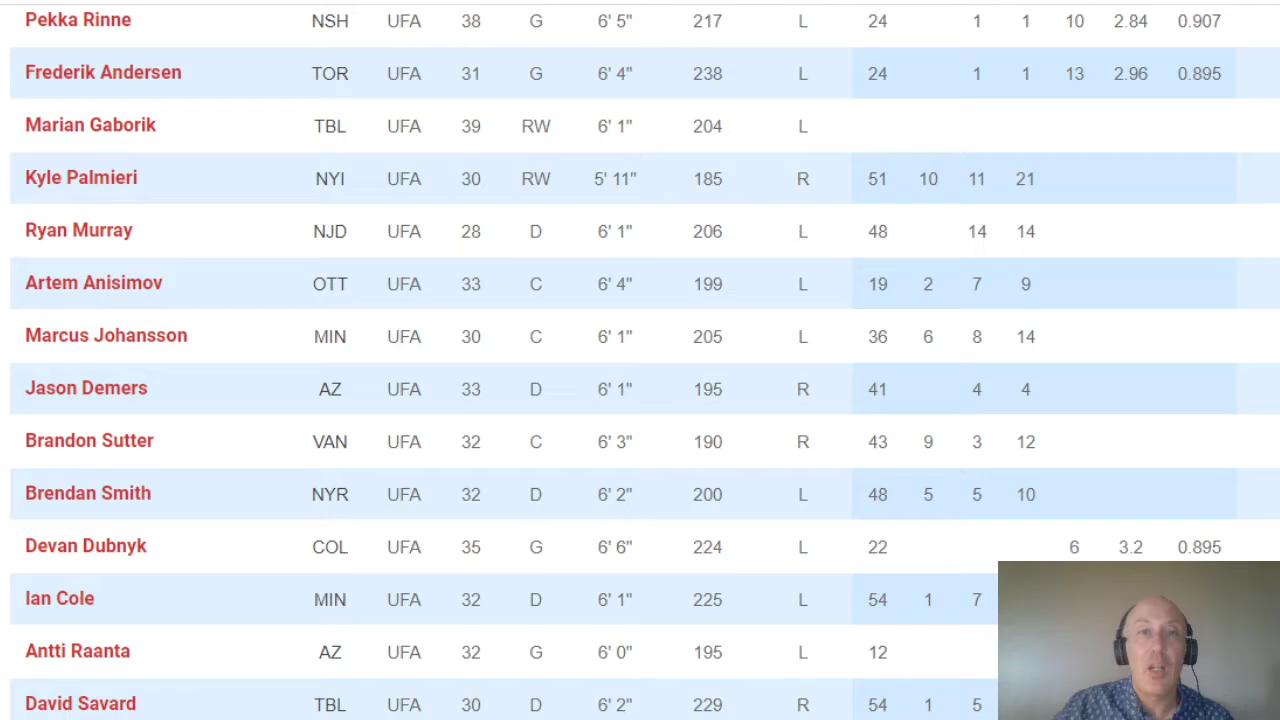 Pekka Rinne NSH UFA 38 G 6' 5" 217 L 24 1 1 10 2.84 0.907
Frederik Andersen TOR UFA 31 G 6' 4" 238 L 24 1 1 13 2.96 0.895
Marian Gaborik TBL UFA 39 RW 6' 1" 204 L
Kyle Palmieri NYI UFA 30 RW 5' 11" 185 R 51 10 11 21
Ryan Murray NJD UFA 28 D 6' 1" 206 L 48 14 14
Artem Anisimov OTT UFA 33 C 6' 4" 199 L 19 2 7 9
Marcus Johansson MIN UFA 30 C 6' 1" 205 L 36 6 8 14
Jason Demers AZ UFA 33 D 6' 1" 195 R 41 4 4
Brandon Sutter VAN UFA 32 C 6' 3" 190 R 43 9 3 12
Brendan Smith NYR UFA 32 D 6' 2" 200 L 48 5 5 10
Devan Dubnyk COL UFA 35 G 6' 6" 224 L 22 6 3.2 0.895
Ian Cole MIN UFA 32 D 6' 1" 225 L 54 1 7
Antti Raanta AZ UFA 32 G 6' 0" 195 L 12
David Savard TBL UFA 30 D 6' 2" 229 R 54 1 5